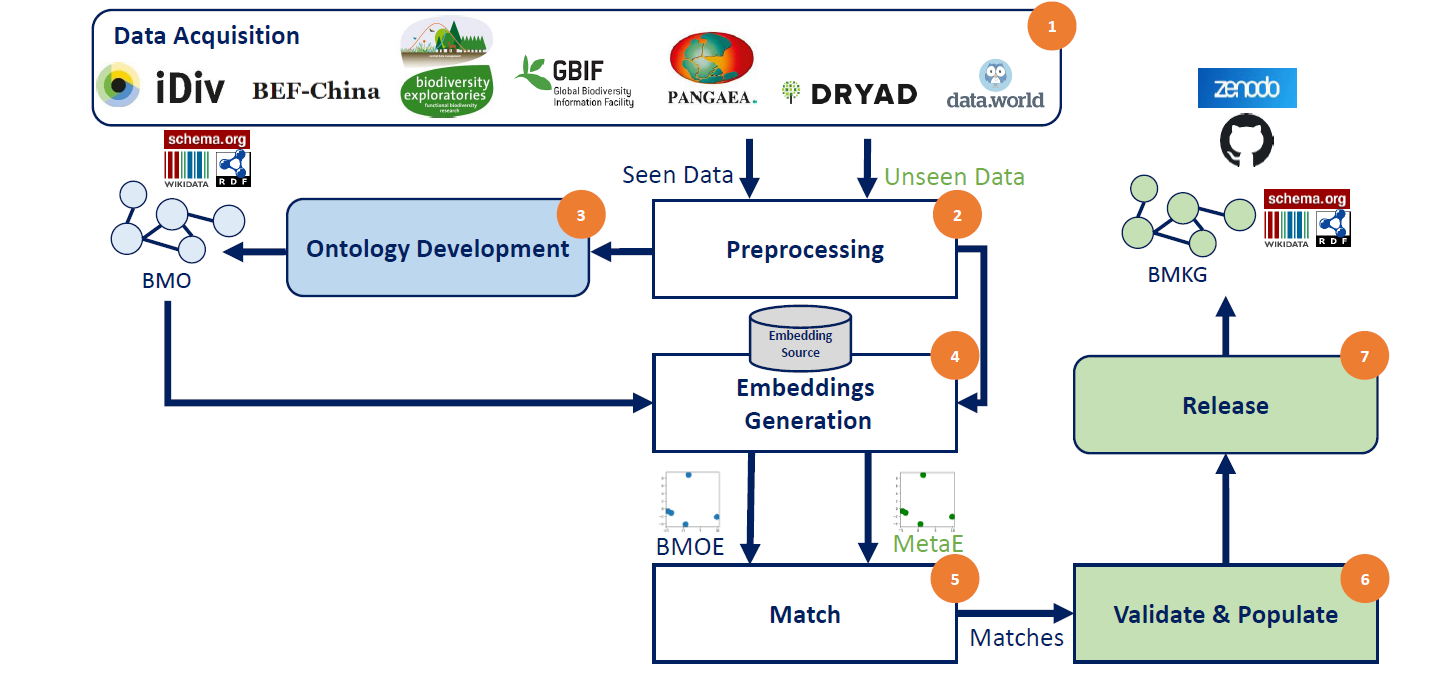 Data Acquisition
1
iDiv
BEF-China
biodiversity
exploratories
functional biodiversity
research
GBIF
Global Biodiversity
Information Facility
PANGAEA.
DRYAD
data.world
zenodo
schema.org
WIKIDATA
RDF
Seen Data
Unseen Data
BMO
3
Ontology Development
2
Preprocessing
schema.org
WIKIDATA
RDF
BMKG
Embedding
Source
4
Embeddings
Generation
7
Release
BMOE
MetaE
5
Match
Matches
6
Validate & Populate